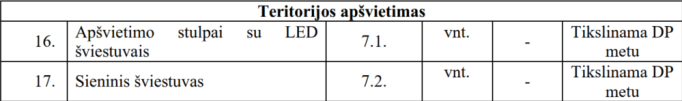 Teritorijos apšvietimas
16. Apšvietimo stulpai su LED šviestuvais 7.1. vnt. - Tikslinama DP metu
17. Sieninis šviestuvas 7.2. vnt. - Tikslinama DP metu